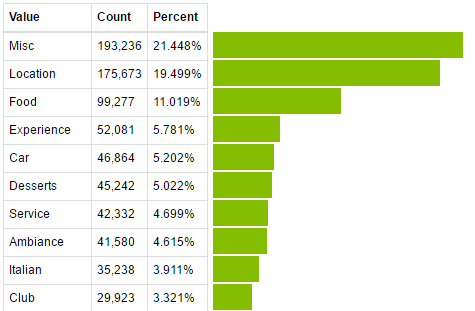 Value Count Percent
Misc 193,236 21.448%
Location 175,673 19.499%
Food 99,277 11.019%
Experience 52,081 5.781%
Car 46,864 5.202%
Desserts 45,242 5.022%
Service 42,332 4.699%
Ambiance 41,580 4.615%
Italian 35,238 3.911%
Club 29,923 3.321%